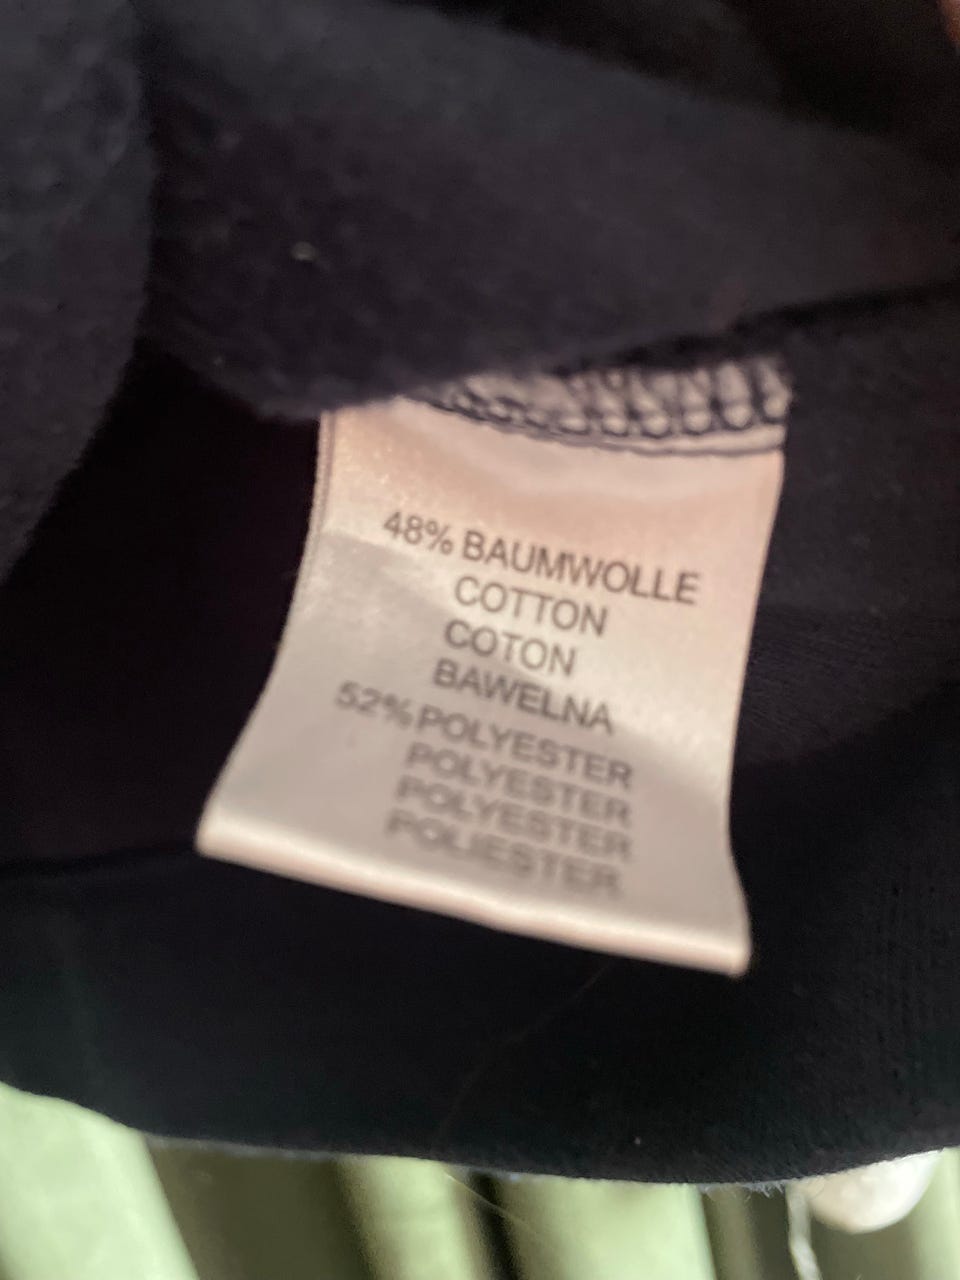 48% BAUMWOLLE
COTTON
COTON
BAWELNA
52% POLYESTER
POLYESTER
POLYESTER
POLIESTER